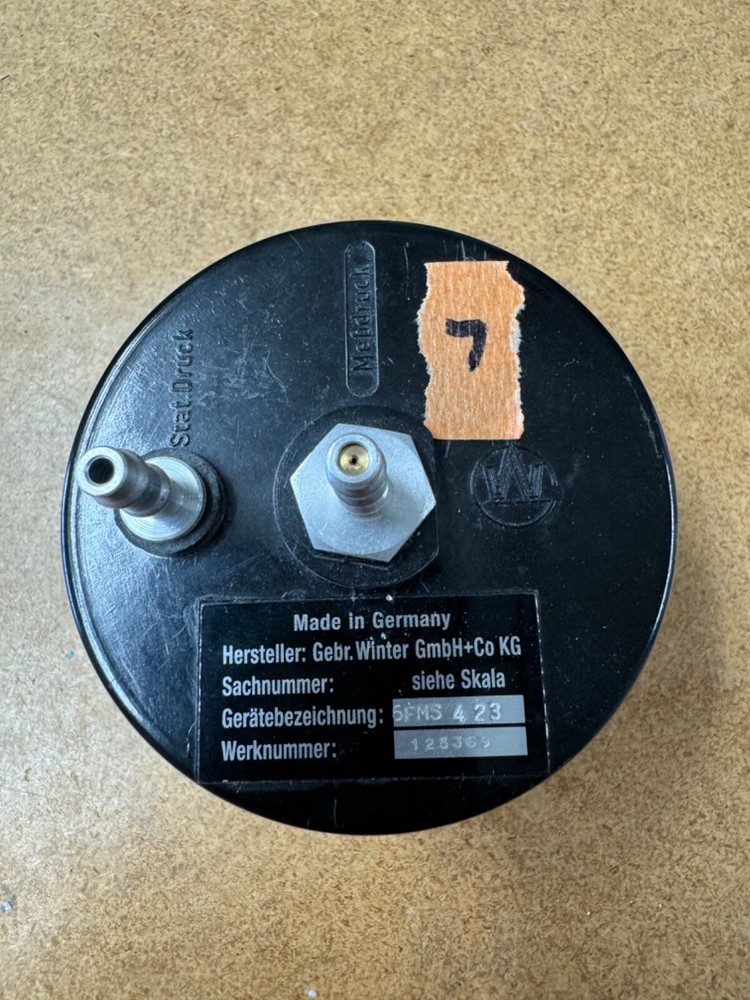 Meßdruck
Stat.Druck
7
W
Made in Germany
Hersteller: Gebr. Winter GmbH+Co KG
Sachnummer: siehe Skala
Gerätebezeichnung: 6FMS 4 23
Werknummer: